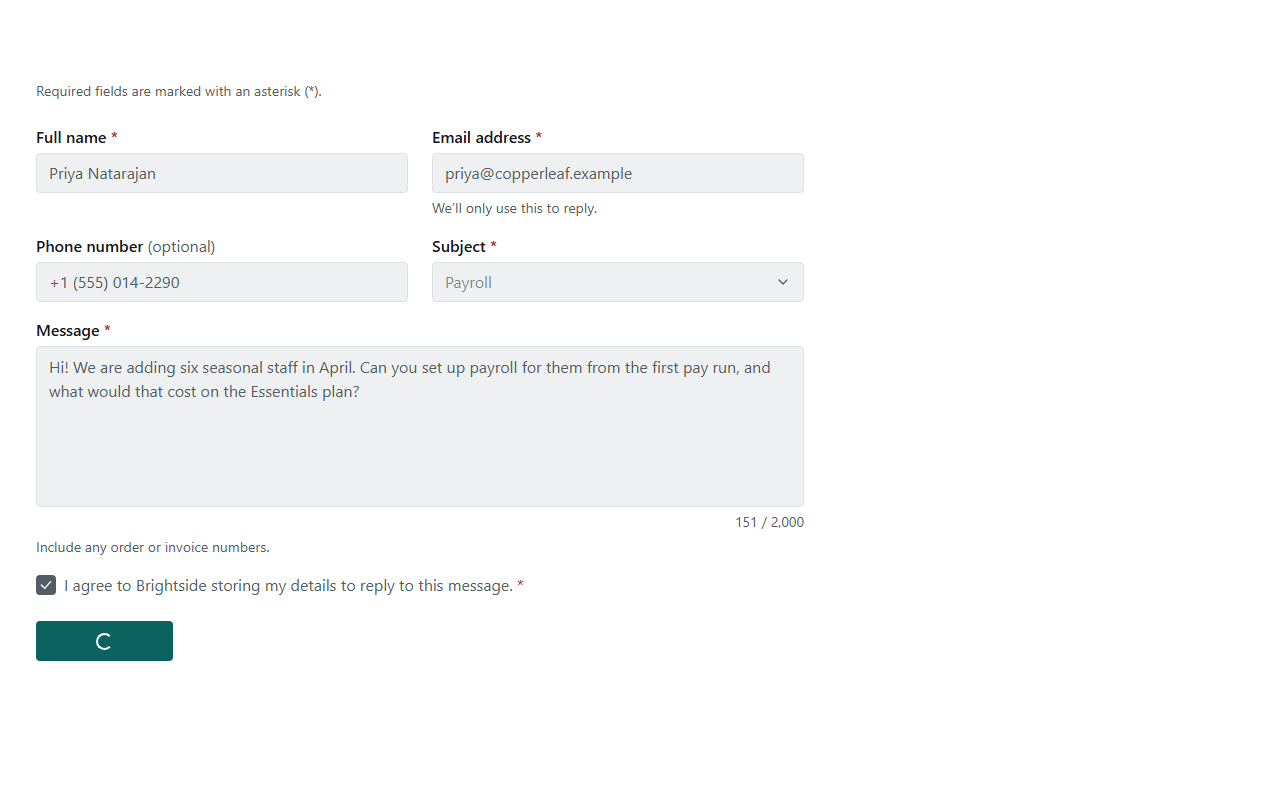 Required fields are marked with an asterisk (*).
Full name *
Email address *
Priya Natarajan
priya@copperleaf.example
We’ll only use this to reply.
Phone number (optional)
Subject *
+1 (555) 014-2290
Payroll
Message *
Hi! We are adding six seasonal staff in April. Can you set up payroll for them from the first pay run, and
what would that cost on the Essentials plan?
151 / 2,000
Include any order or invoice numbers.
I agree to Brightside storing my details to reply to this message. *